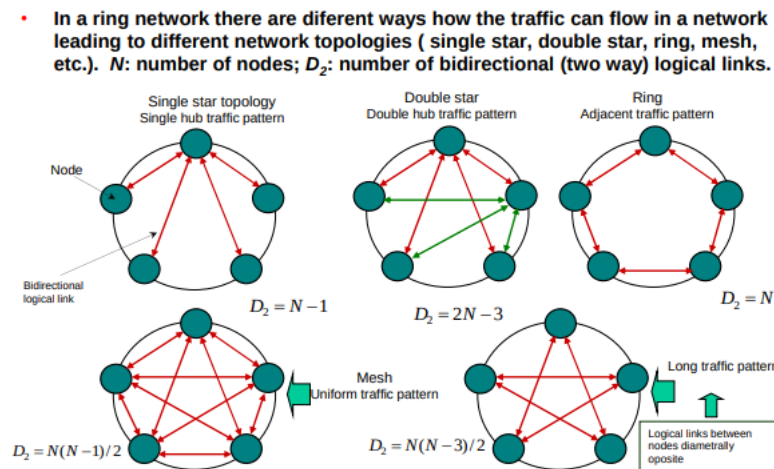 • In a ring network there are diferent ways how the traffic can flow in a network
leading to different network topologies ( single star, double star, ring, mesh,
etc.). N: number of nodes; D₂: number of bidirectional (two way) logical links.
Single star topology
Single hub traffic pattern
Double star
Double hub traffic pattern
Ring
Adjacent traffic pattern
Node
Bidirectional
logical link
D₂ = N −1
D₂ = 2N −3
D₂ = N
Mesh
Uniform traffic pattern
Long traffic pattern
D₂ = N(N −1)/2
D₂ = N(N −3)/2
Logical links between
nodes diametrally
oposite